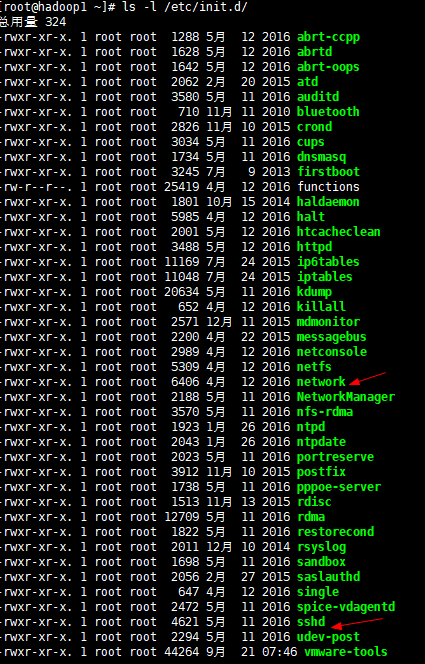 [root@hadoop1 ~]# ls -l /etc/init.d/
总用量 324
-rwxr-xr-x. 1 root root  1288 5月  12 2016 abrt-ccpp
-rwxr-xr-x. 1 root root  1628 5月  12 2016 abrtd
-rwxr-xr-x. 1 root root  1642 5月  12 2016 abrt-oops
-rwxr-xr-x. 1 root root  2062 2月  20 2015 atd
-rwxr-xr-x. 1 root root  3580 5月  11 2016 auditd
-rwxr-xr-x. 1 root root   710 11月 11 2010 bluetooth
-rwxr-xr-x. 1 root root  2826 11月 10 2015 crond
-rwxr-xr-x. 1 root root  3034 5月  11 2016 cups
-rwxr-xr-x. 1 root root  1734 5月  11 2016 dnsmasq
-rwxr-xr-x. 1 root root  3245 7月   9 2013 firstboot
-rw-r--r--. 1 root root 25419 4月  12 2016 functions
-rwxr-xr-x. 1 root root  1801 10月 15 2014 haldaemon
-rwxr-xr-x. 1 root root  5985 4月  12 2016 halt
-rwxr-xr-x. 1 root root  2001 5月  12 2016 htcacheclean
-rwxr-xr-x. 1 root root  3488 5月  12 2016 httpd
-rwxr-xr-x. 1 root root 11169 7月  24 2015 ip6tables
-rwxr-xr-x. 1 root root 11048 7月  24 2015 iptables
-rwxr-xr-x. 1 root root 20634 5月  11 2016 kdump
-rwxr-xr-x. 1 root root   652 4月  12 2016 killall
-rwxr-xr-x. 1 root root  2571 12月 11 2015 mdmonitor
-rwxr-xr-x. 1 root root  2200 4月  22 2015 messagebus
-rwxr-xr-x. 1 root root  2989 4月  12 2016 netconsole
-rwxr-xr-x. 1 root root  5309 4月  12 2016 netfs
-rwxr-xr-x. 1 root root  6406 4月  12 2016 network
-rwxr-xr-x. 1 root root  2188 5月  11 2016 NetworkManager
-rwxr-xr-x. 1 root root  3570 5月  11 2016 nfs-rdma
-rwxr-xr-x. 1 root root  1923 1月  26 2016 ntpd
-rwxr-xr-x. 1 root root  2043 1月  26 2016 ntpdate
-rwxr-xr-x. 1 root root  2023 5月  11 2016 portreserve
-rwxr-xr-x. 1 root root  3912 11月 10 2015 postfix
-rwxr-xr-x. 1 root root  1738 5月  11 2016 pppoe-server
-rwxr-xr-x. 1 root root  1513 11月 13 2015 rdisc
-rwxr-xr-x. 1 root root 12709 5月  11 2016 rdma
-rwxr-xr-x. 1 root root  1822 5月  11 2016 restorecond
-rwxr-xr-x. 1 root root  2011 12月 10 2014 rsyslog
-rwxr-xr-x. 1 root root  1698 5月  11 2016 sandbox
-rwxr-xr-x. 1 root root  2056 2月  27 2015 saslauthd
-rwxr-xr-x. 1 root root   647 4月  12 2016 single
-rwxr-xr-x. 1 root root  2472 5月  11 2016 spice-vdagentd
-rwxr-xr-x. 1 root root  4621 5月  11 2016 sshd
-rwxr-xr-x. 1 root root  2294 5月  11 2016 udev-post
-rwxr-xr-x. 1 root root 44264 9月  21 07:46 vmware-tools